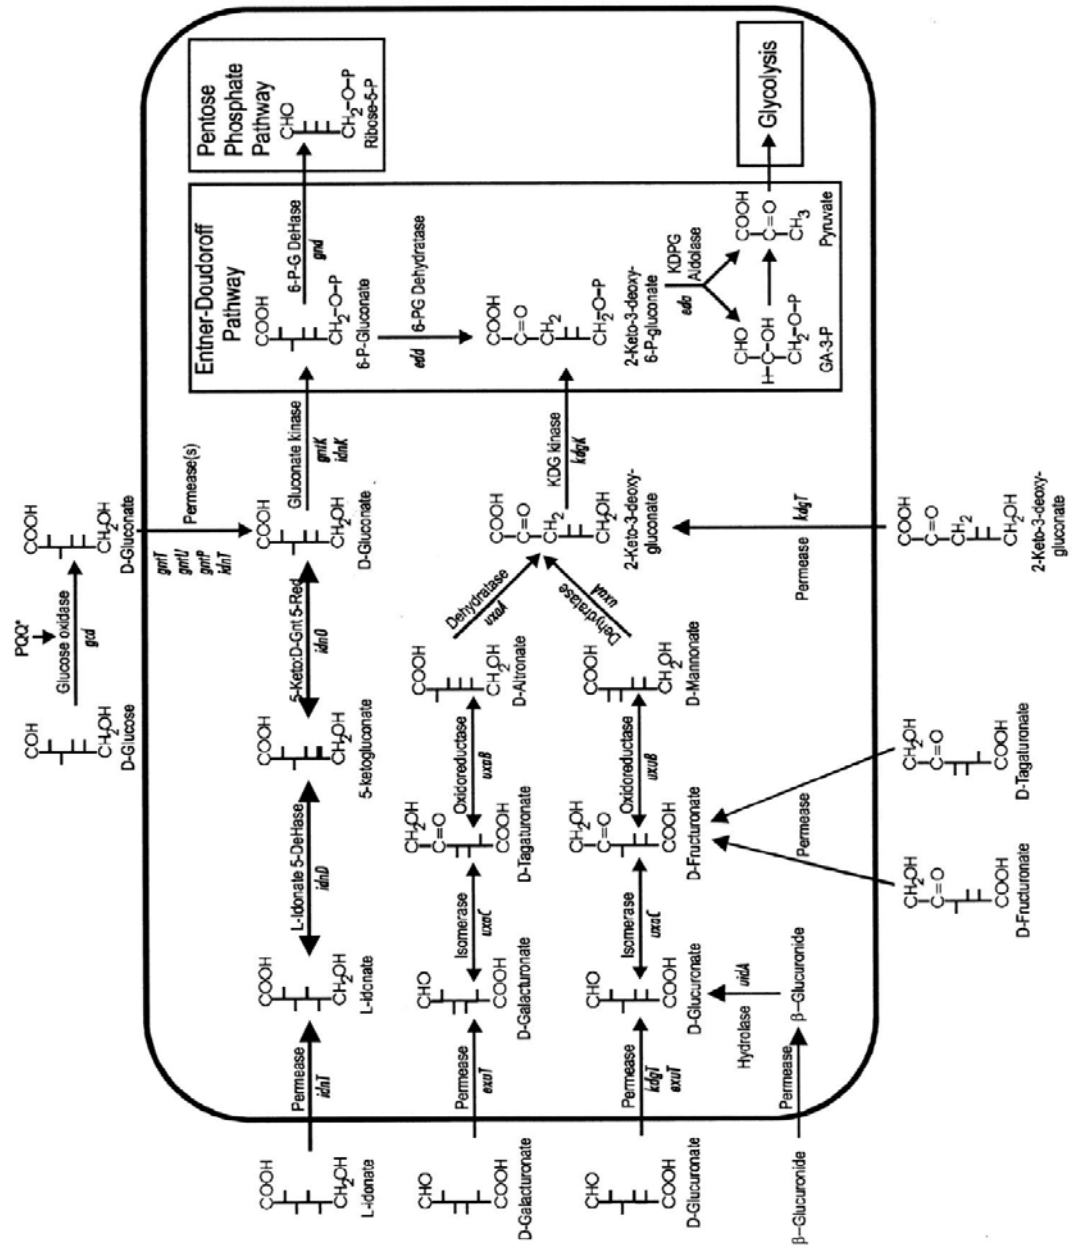 PQQ*
Glucose oxidase
gcd
COH
CH2OH
D-Glucose
COOH
CH2OH
D-Gluconate
gntT
gntU
gntP
idnT
Permease(s)
Pentose
Phosphate
Pathway
CHO
CH2-O-P
Ribose-5-P
Entner-Doudoroff
Pathway
6-P-G DeHase
gnd
COOH
CH2-O-P
6-P-Gluconate
COOH
CH2OH
L-Idonate
Permease
idnT
COOH
CH2OH
L-Idonate
L-Idonate 5-DeHase
idnD
COOH
CH2OH
5-ketogluconate
5-Keto:D-Gnt 5-Red
idnO
COOH
CH2OH
D-Gluconate
Gluconate kinase
gntK
idnK
edd
6-PG Dehydratase
CHO
COOH
D-Galacturonate
Permease
exuT
CHO
COOH
D-Galacturonate
Isomerase
uxaC
CH2OH
C=O
COOH
D-Tagaturonate
Oxidoreductase
uxaB
COOH
CH2OH
D-Altronate
Dehydratase
uxaA
COOH
C=O
CH2
CH2OH
2-Keto-3-deoxy-
gluconate
KDG kinase
kdgK
COOH
C=O
CH2
CH2-O-P
2-Keto-3-deoxy-
6-P-gluconate
CHO
COOH
D-Glucuronate
Permease
kdgT
exuT
CHO
COOH
D-Glucuronate
Isomerase
uxaC
CH2OH
C=O
COOH
D-Fructuronate
Oxidoreductase
uxuB
COOH
CH2OH
D-Mannonate
Dehydratase
uxuA
eda
KDPG
Aldolase
CHO
H-C-OH
CH2-O-P
GA-3-P
COOH
C=O
CH3
Pyruvate
Glycolysis
Hydrolase
uidA
β-Glucuronide
Permease
β-Glucuronide
Permease
Permease
kdgT
CH2OH
C=O
COOH
D-Fructuronate
CH2OH
C=O
COOH
D-Tagaturonate
COOH
C=O
CH2
CH2OH
2-Keto-3-deoxy-
gluconate